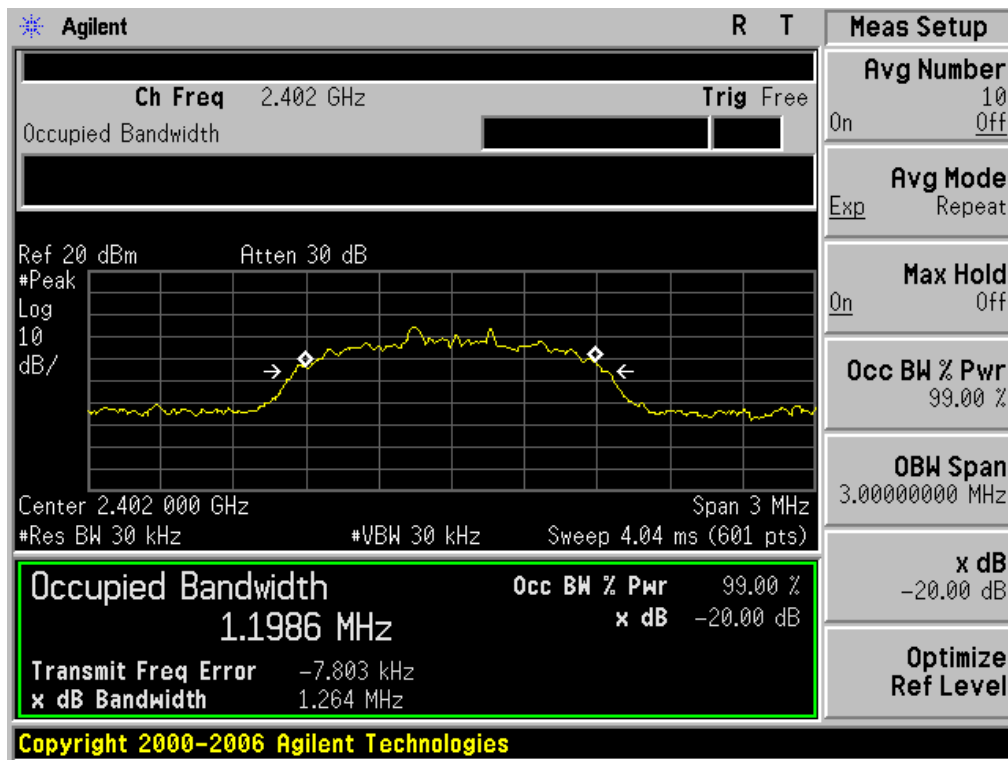 Agilent R T
Ch Freq 2.402 GHz Trig Free
Occupied Bandwidth
Ref 20 dBm Atten 30 dB
#Peak
Log
10
dB/
Center 2.402 000 GHz Span 3 MHz
#Res BW 30 kHz #VBW 30 kHz Sweep 4.04 ms (601 pts)
Occupied Bandwidth
1.1986 MHz
Occ BW % Pwr 99.00 %
x dB -20.00 dB
Transmit Freq Error -7.803 kHz
x dB Bandwidth 1.264 MHz
Copyright 2000-2006 Agilent Technologies
Meas Setup
Avg Number
10
On Off
Avg Mode
Exp Repeat
Max Hold
On Off
Occ BW % Pwr
99.00 %
OBW Span
3.00000000 MHz
x dB
-20.00 dB
Optimize
Ref Level